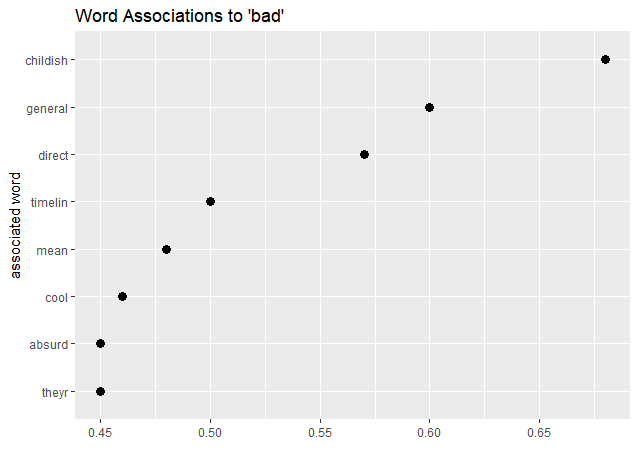 Word Associations to 'bad'
associated word
childish
general
direct
timelin
mean
cool
absurd
theyr
0.45 0.50 0.55 0.60 0.65